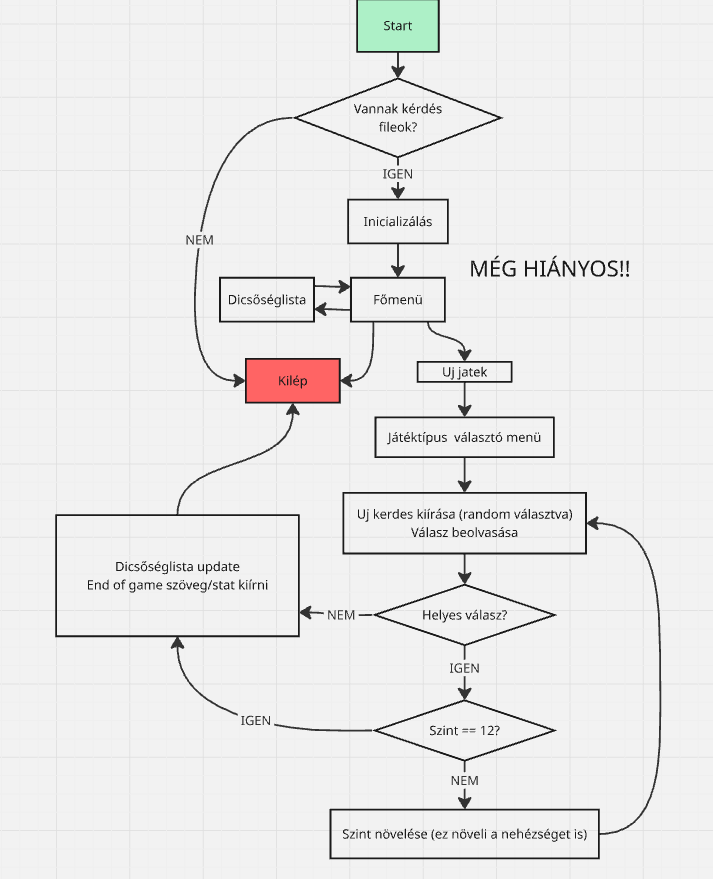 Start
Vannak kérdés
fileok?
IGEN
Inicializálás
NEM
MÉG HIÁNYOS!!
Dicsőséglista
Főmenü
Kilép
Uj jatek
Játéktípus  választó menü
Uj kerdes kiírása (random választva)
Válasz beolvasása
Dicsőséglista update
End of game szöveg/stat kiírni
NEM
Helyes válasz?
IGEN
IGEN
Szint == 12?
NEM
Szint növelése (ez növeli a nehézséget is)